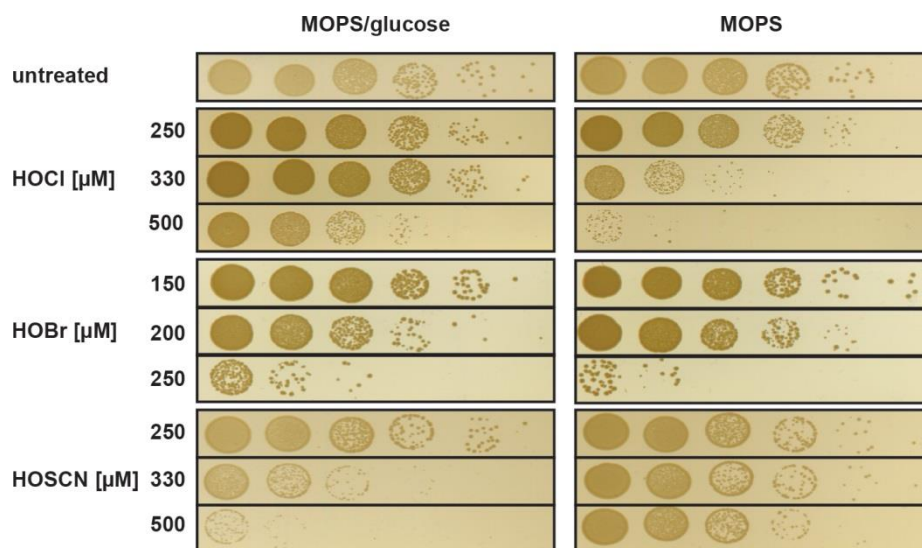 MOPS/glucose MOPS
untreated
250
HOCl [µM] 330
500
150
HOBr [µM] 200
250
250
HOSCN [µM] 330
500